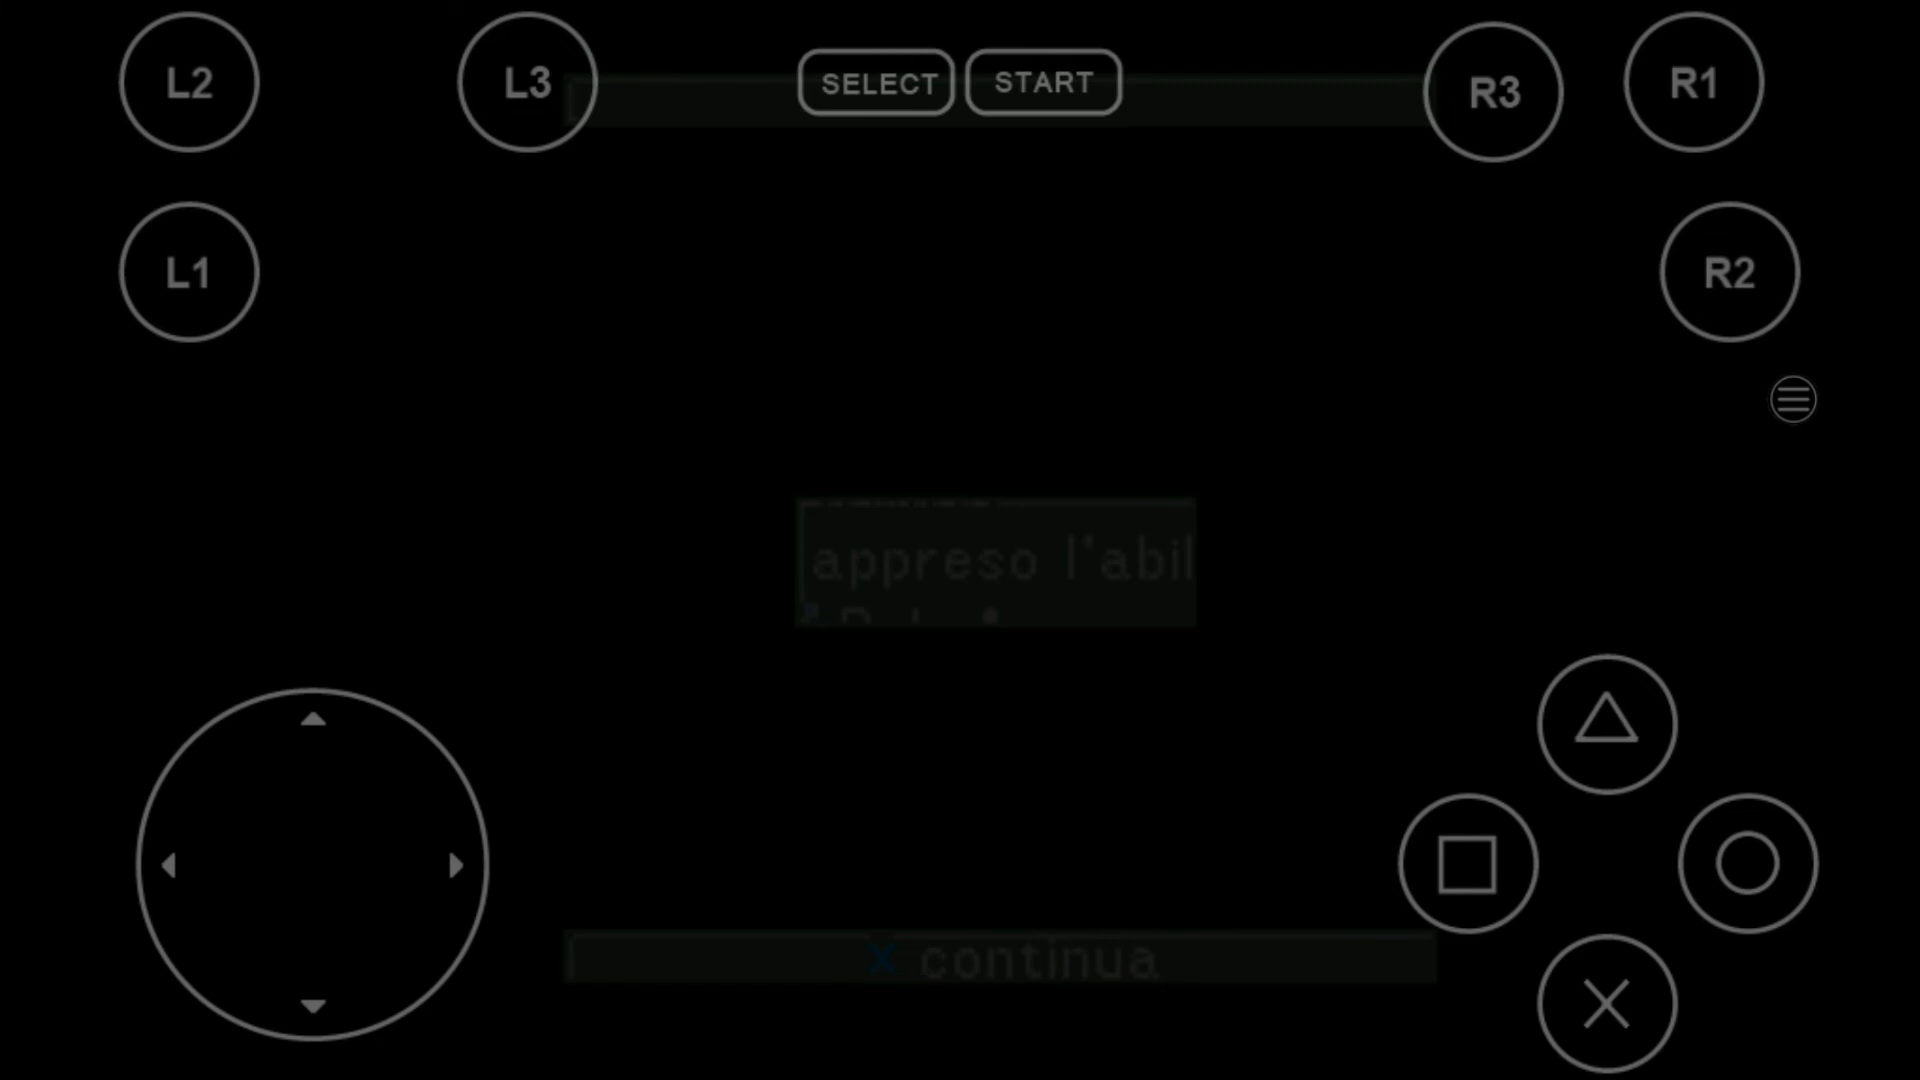 L2
L3
SELECT
START
R3
R1
L1
R2
appreso l'abil
X continua